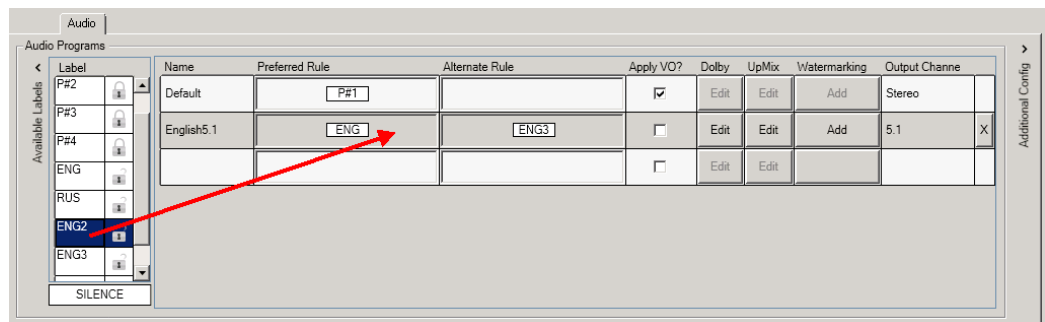 Audio
Audio Programs
<
Available Labels
Label
P#2
P#3
P#4
ENG
RUS
ENG2
ENG3
SILENCE
Name Preferred Rule Alternate Rule Apply VO? Dolby UpMix Watermarking Output Channe
Default P#1 Edit Edit Add Stereo
English5.1 ENG ENG3 Edit Edit Add 5.1 X
Edit Edit
>
Additional Config